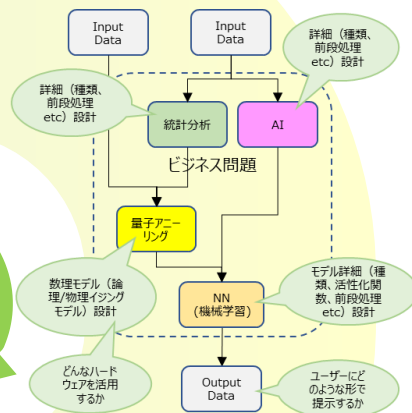 Input
Data
Input
Data
詳細（種類、
前段処理
etc）設計
詳細（種類、
前段処理
etc）設計
統計分析
AI
ビジネス問題
量子アニー
リング
数理モデル（論
理/物理イジング
モデル）設計
NN
(機械学習)
モデル詳細（種
類、活性化関
数、前段処理
etc）設計
どんなハード
ウェアを活用
するか
Output
Data
ユーザーにど
のような形で
提示するか